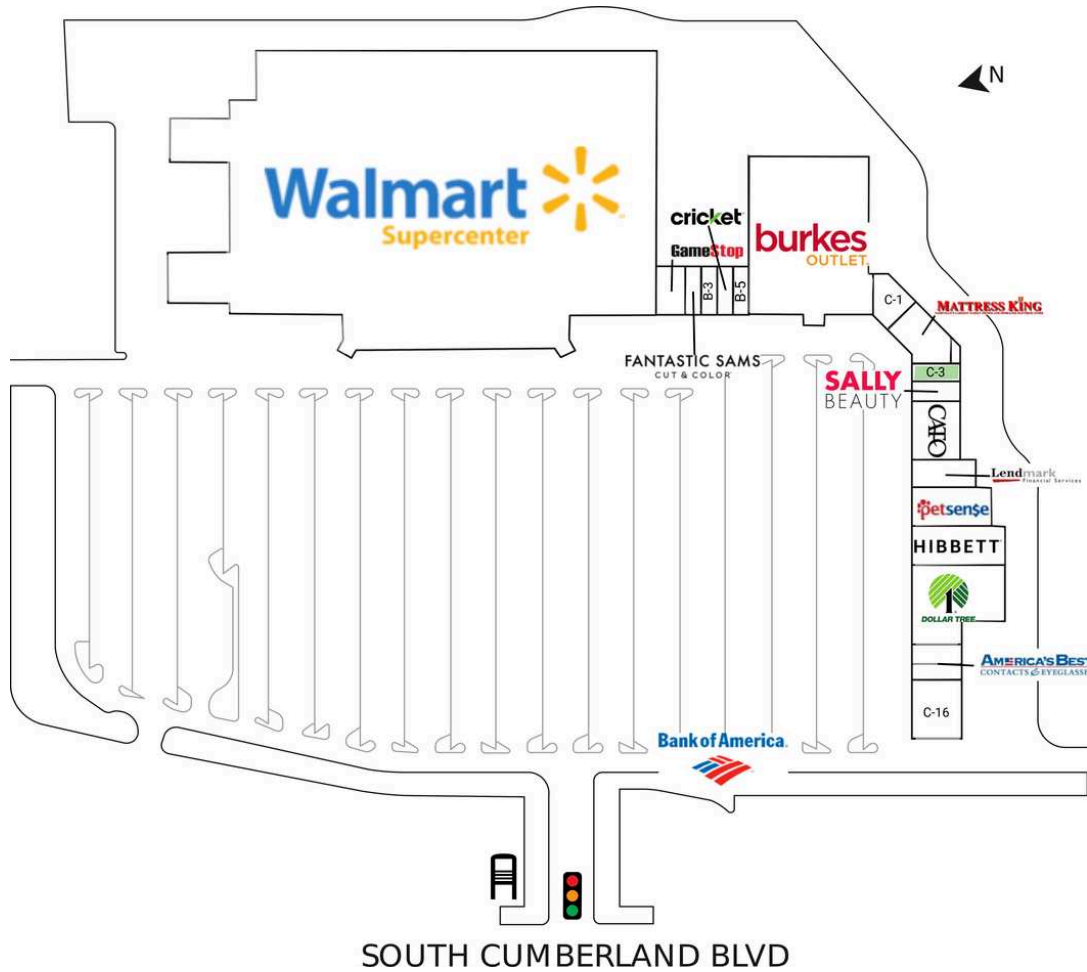 N
Walmart
Supercenter
cricket
GameStop
burkes
OUTLET
B-3
B-5
C-1
MATTRESS KING
FANTASTIC SAMS
CUT & COLOR
C-3
SALLY
BEAUTY
CATO
Lendmark
Financial Services
petsense
HIBBETT
DOLLAR TREE
AMERICA'S BEST
CONTACTS & EYEGLASSE
C-16
Bank of America
SOUTH CUMBERLAND BLVD